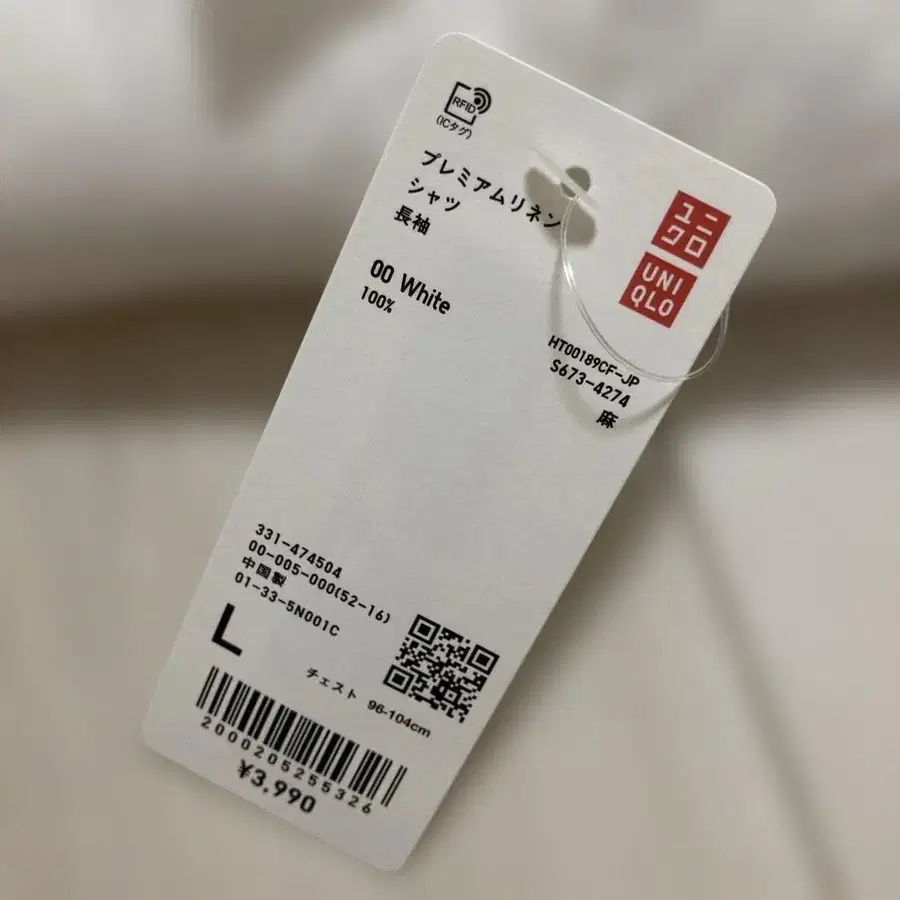 RFID
(ICタグ)
プレミアムリネン
シャツ
長袖
ユニ
クロ
UNI
QLO
00 White
100%
HT00189CF-JP
S673-4274
麻
331-474504
00-005-000(52-16)
中国製
01-33-5N001C
L
チェスト 96-104cm
2000205255326
¥3,990